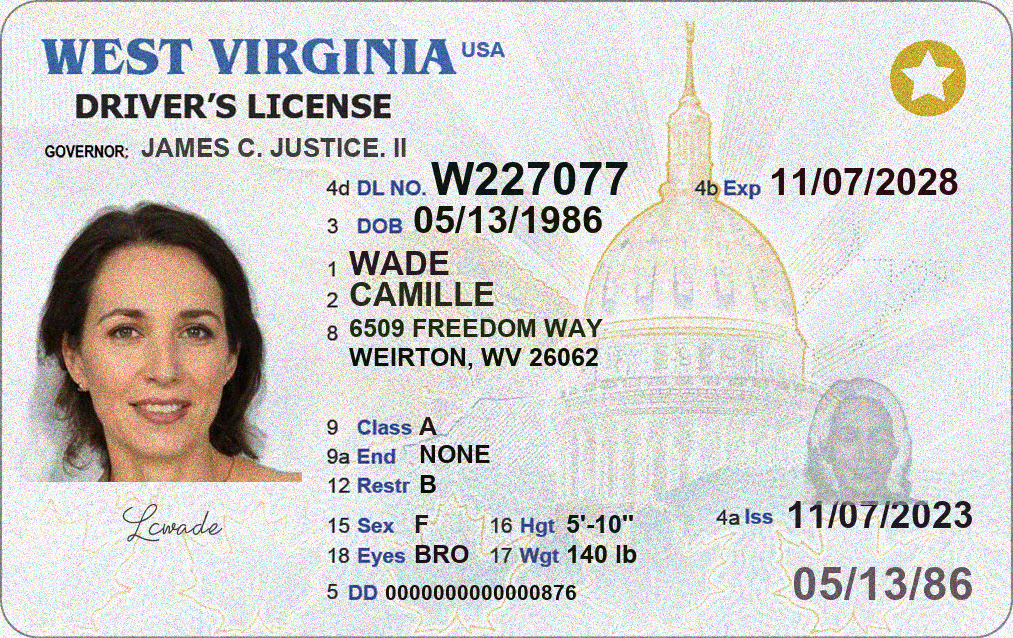 WEST VIRGINIA USA
DRIVER'S LICENSE
GOVERNOR: JAMES C. JUSTICE. II
4d DL NO. W227077 4b Exp 11/07/2028
3 DOB 05/13/1986
1 WADE
2 CAMILLE
8 6509 FREEDOM WAY
WEIRTON, WV 26062
9 Class A
9a End NONE
12 Restr B
15 Sex F 16 Hgt 5'-10" 4a Iss 11/07/2023
Lcwade
18 Eyes BRO 17 Wgt 140 lb
5 DD 0000000000000876
05/13/86